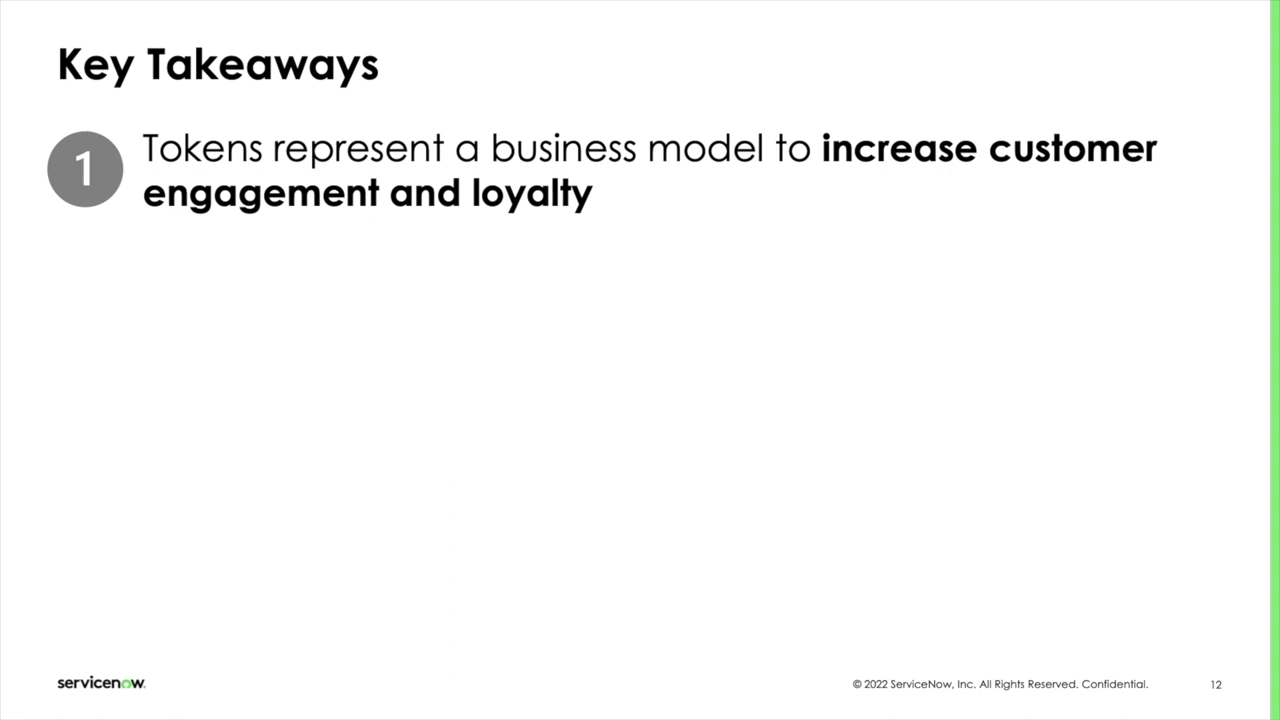 Key Takeaways
1
Tokens represent a business model to increase customer
engagement and loyalty
servicenow.
© 2022 ServiceNow, Inc. All Rights Reserved. Confidential.
12